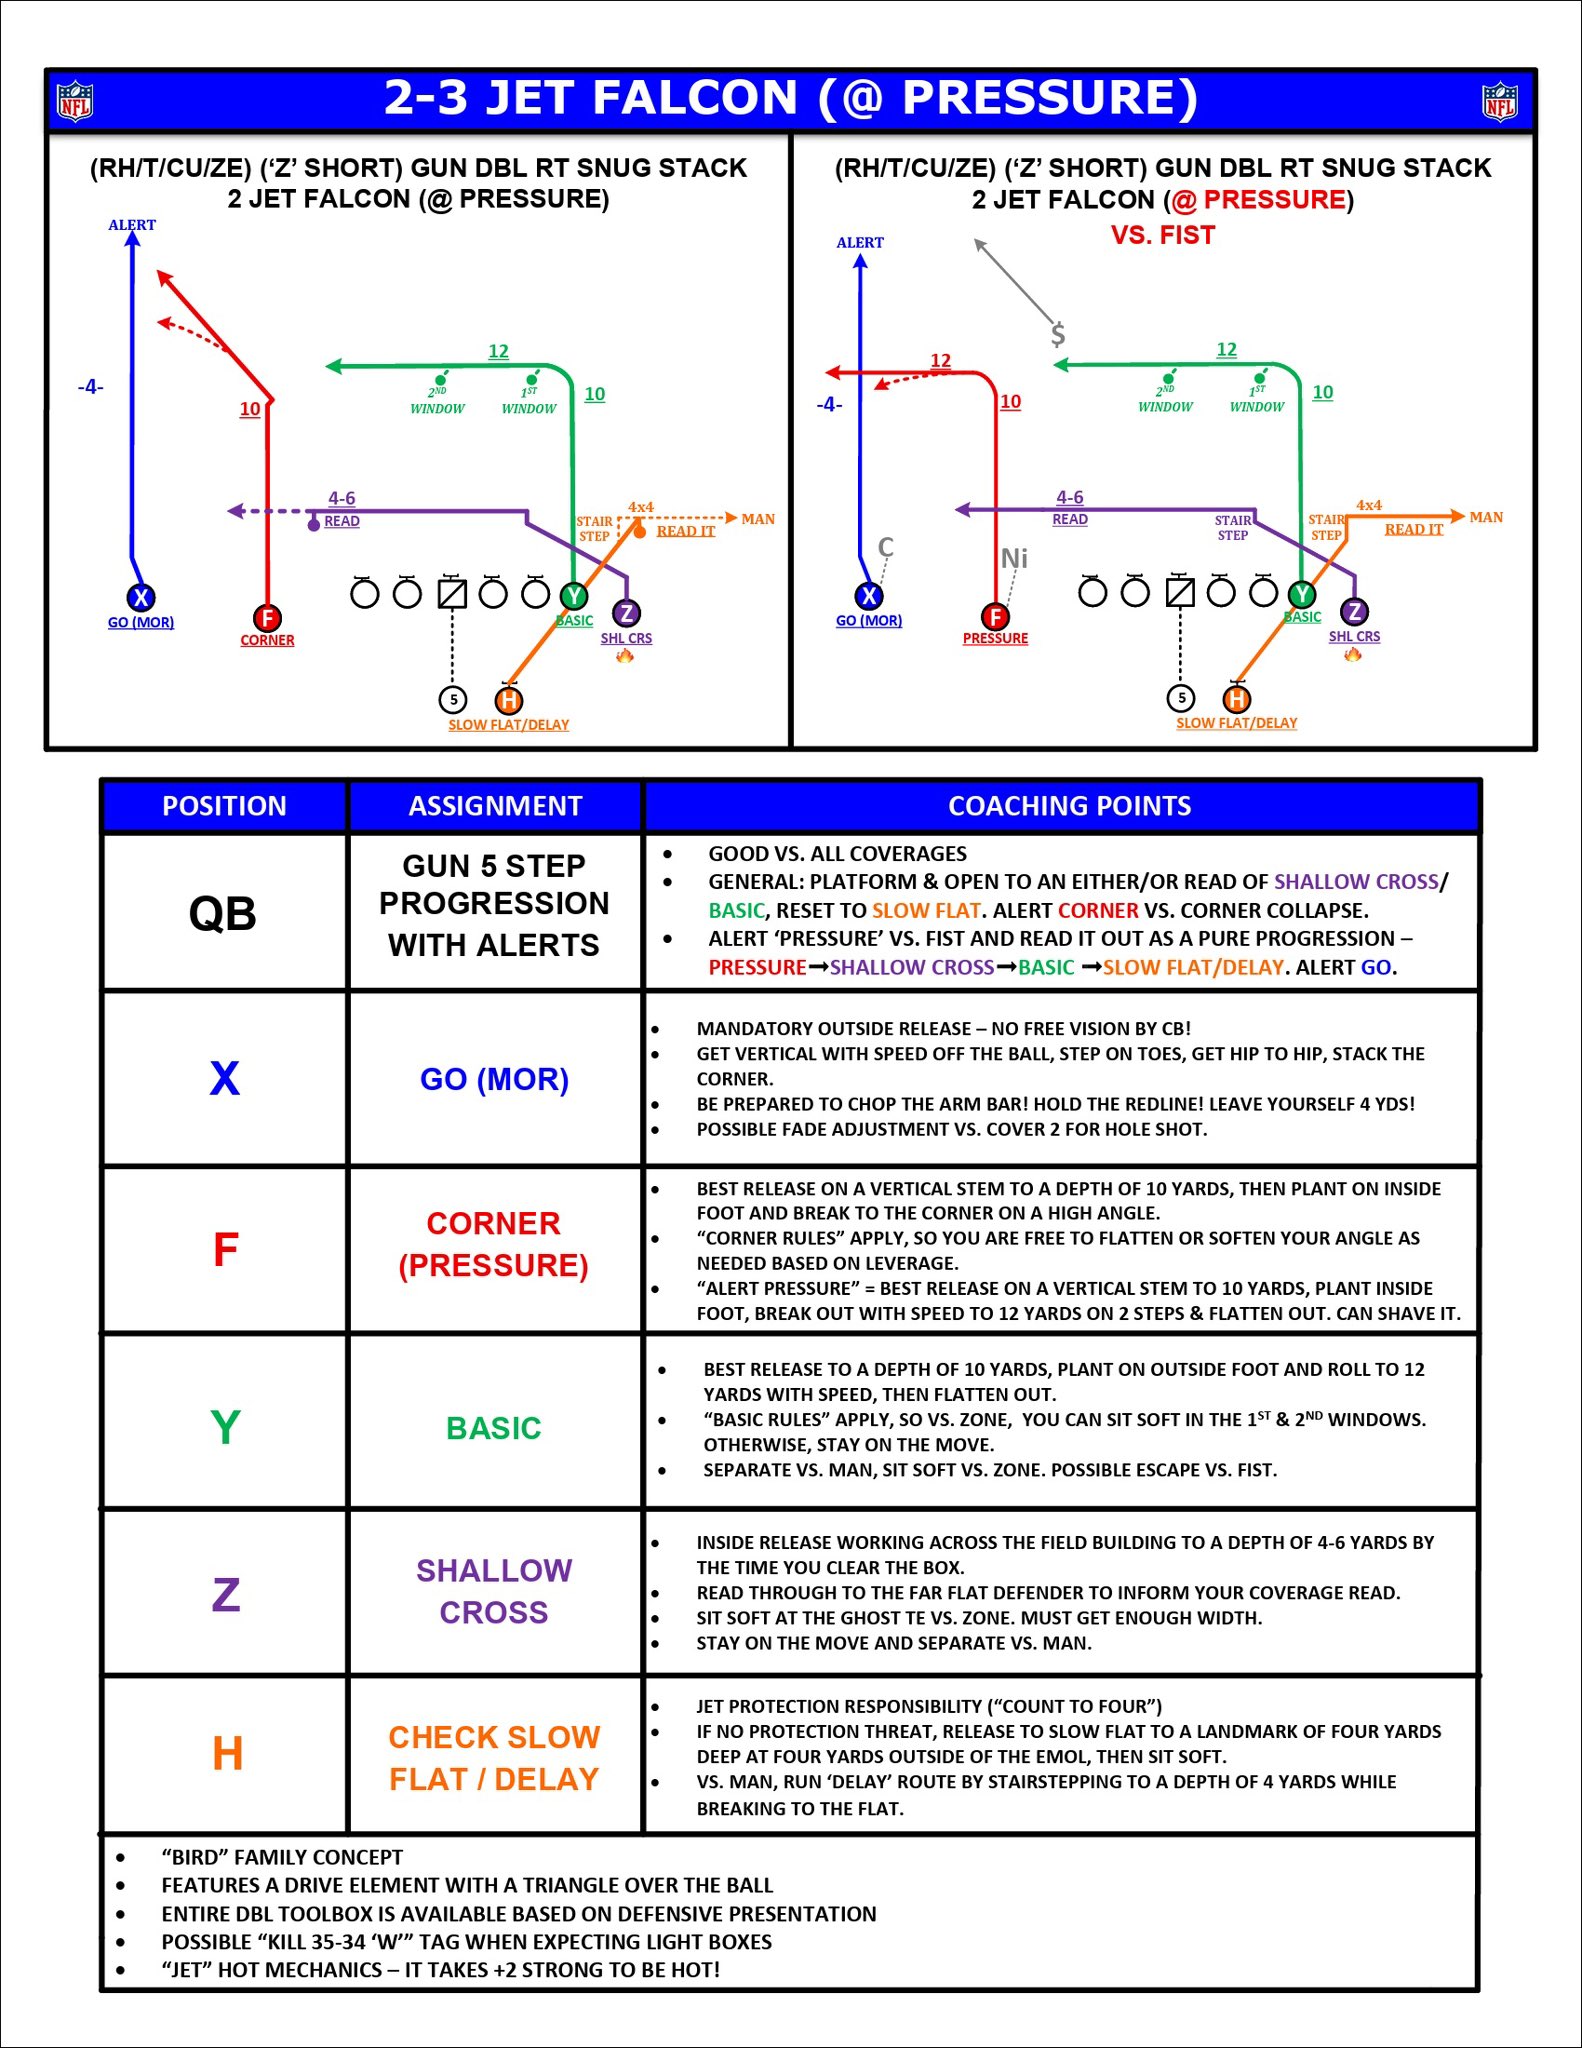 NFL
2-3 JET FALCON (@ PRESSURE)
NFL
(RH/T/CU/ZE) (‘Z’ SHORT) GUN DBL RT SNUG STACK
2 JET FALCON (@ PRESSURE)
ALERT
12
-4-
2ND
WINDOW
1ST
WINDOW
10
10
4-6
READ
STAIR
STEP
4x4
READ IT
MAN
X
GO (MOR)
F
CORNER
Y
BASIC
Z
SHL CRS
5
H
SLOW FLAT/DELAY
(RH/T/CU/ZE) (‘Z’ SHORT) GUN DBL RT SNUG STACK
2 JET FALCON (@ PRESSURE)
VS. FIST
ALERT
$
12
12
-4-
10
2ND
WINDOW
1ST
WINDOW
10
4-6
READ
STAIR
STEP
STAIR
STEP
4x4
READ IT
MAN
C
Ni
X
GO (MOR)
F
PRESSURE
Y
BASIC
Z
SHL CRS
5
H
SLOW FLAT/DELAY
POSITION
ASSIGNMENT
COACHING POINTS
QB
GUN 5 STEP
PROGRESSION
WITH ALERTS
• GOOD VS. ALL COVERAGES
• GENERAL: PLATFORM & OPEN TO AN EITHER/OR READ OF SHALLOW CROSS/
BASIC, RESET TO SLOW FLAT. ALERT CORNER VS. CORNER COLLAPSE.
• ALERT ‘PRESSURE’ VS. FIST AND READ IT OUT AS A PURE PROGRESSION –
PRESSURE→SHALLOW CROSS→BASIC →SLOW FLAT/DELAY. ALERT GO.
X
GO (MOR)
• MANDATORY OUTSIDE RELEASE – NO FREE VISION BY CB!
• GET VERTICAL WITH SPEED OFF THE BALL, STEP ON TOES, GET HIP TO HIP, STACK THE
CORNER.
• BE PREPARED TO CHOP THE ARM BAR! HOLD THE REDLINE! LEAVE YOURSELF 4 YDS!
• POSSIBLE FADE ADJUSTMENT VS. COVER 2 FOR HOLE SHOT.
F
CORNER
(PRESSURE)
• BEST RELEASE ON A VERTICAL STEM TO A DEPTH OF 10 YARDS, THEN PLANT ON INSIDE
FOOT AND BREAK TO THE CORNER ON A HIGH ANGLE.
• “CORNER RULES” APPLY, SO YOU ARE FREE TO FLATTEN OR SOFTEN YOUR ANGLE AS
NEEDED BASED ON LEVERAGE.
• “ALERT PRESSURE” = BEST RELEASE ON A VERTICAL STEM TO 10 YARDS, PLANT INSIDE
FOOT, BREAK OUT WITH SPEED TO 12 YARDS ON 2 STEPS & FLATTEN OUT. CAN SHAVE IT.
Y
BASIC
• BEST RELEASE TO A DEPTH OF 10 YARDS, PLANT ON OUTSIDE FOOT AND ROLL TO 12
YARDS WITH SPEED, THEN FLATTEN OUT.
• “BASIC RULES” APPLY, SO VS. ZONE, YOU CAN SIT SOFT IN THE 1ST & 2ND WINDOWS.
OTHERWISE, STAY ON THE MOVE.
• SEPARATE VS. MAN, SIT SOFT VS. ZONE. POSSIBLE ESCAPE VS. FIST.
Z
SHALLOW
CROSS
• INSIDE RELEASE WORKING ACROSS THE FIELD BUILDING TO A DEPTH OF 4-6 YARDS BY
THE TIME YOU CLEAR THE BOX.
• READ THROUGH TO THE FAR FLAT DEFENDER TO INFORM YOUR COVERAGE READ.
• SIT SOFT AT THE GHOST TE VS. ZONE. MUST GET ENOUGH WIDTH.
• STAY ON THE MOVE AND SEPARATE VS. MAN.
H
CHECK SLOW
FLAT / DELAY
• JET PROTECTION RESPONSIBILITY (“COUNT TO FOUR”)
• IF NO PROTECTION THREAT, RELEASE TO SLOW FLAT TO A LANDMARK OF FOUR YARDS
DEEP AT FOUR YARDS OUTSIDE OF THE EMOL, THEN SIT SOFT.
• VS. MAN, RUN ‘DELAY’ ROUTE BY STAIRSTEPPING TO A DEPTH OF 4 YARDS WHILE
BREAKING TO THE FLAT.
• “BIRD” FAMILY CONCEPT
• FEATURES A DRIVE ELEMENT WITH A TRIANGLE OVER THE BALL
• ENTIRE DBL TOOLBOX IS AVAILABLE BASED ON DEFENSIVE PRESENTATION
• POSSIBLE “KILL 35-34 ‘W’” TAG WHEN EXPECTING LIGHT BOXES
• “JET” HOT MECHANICS – IT TAKES +2 STRONG TO BE HOT!